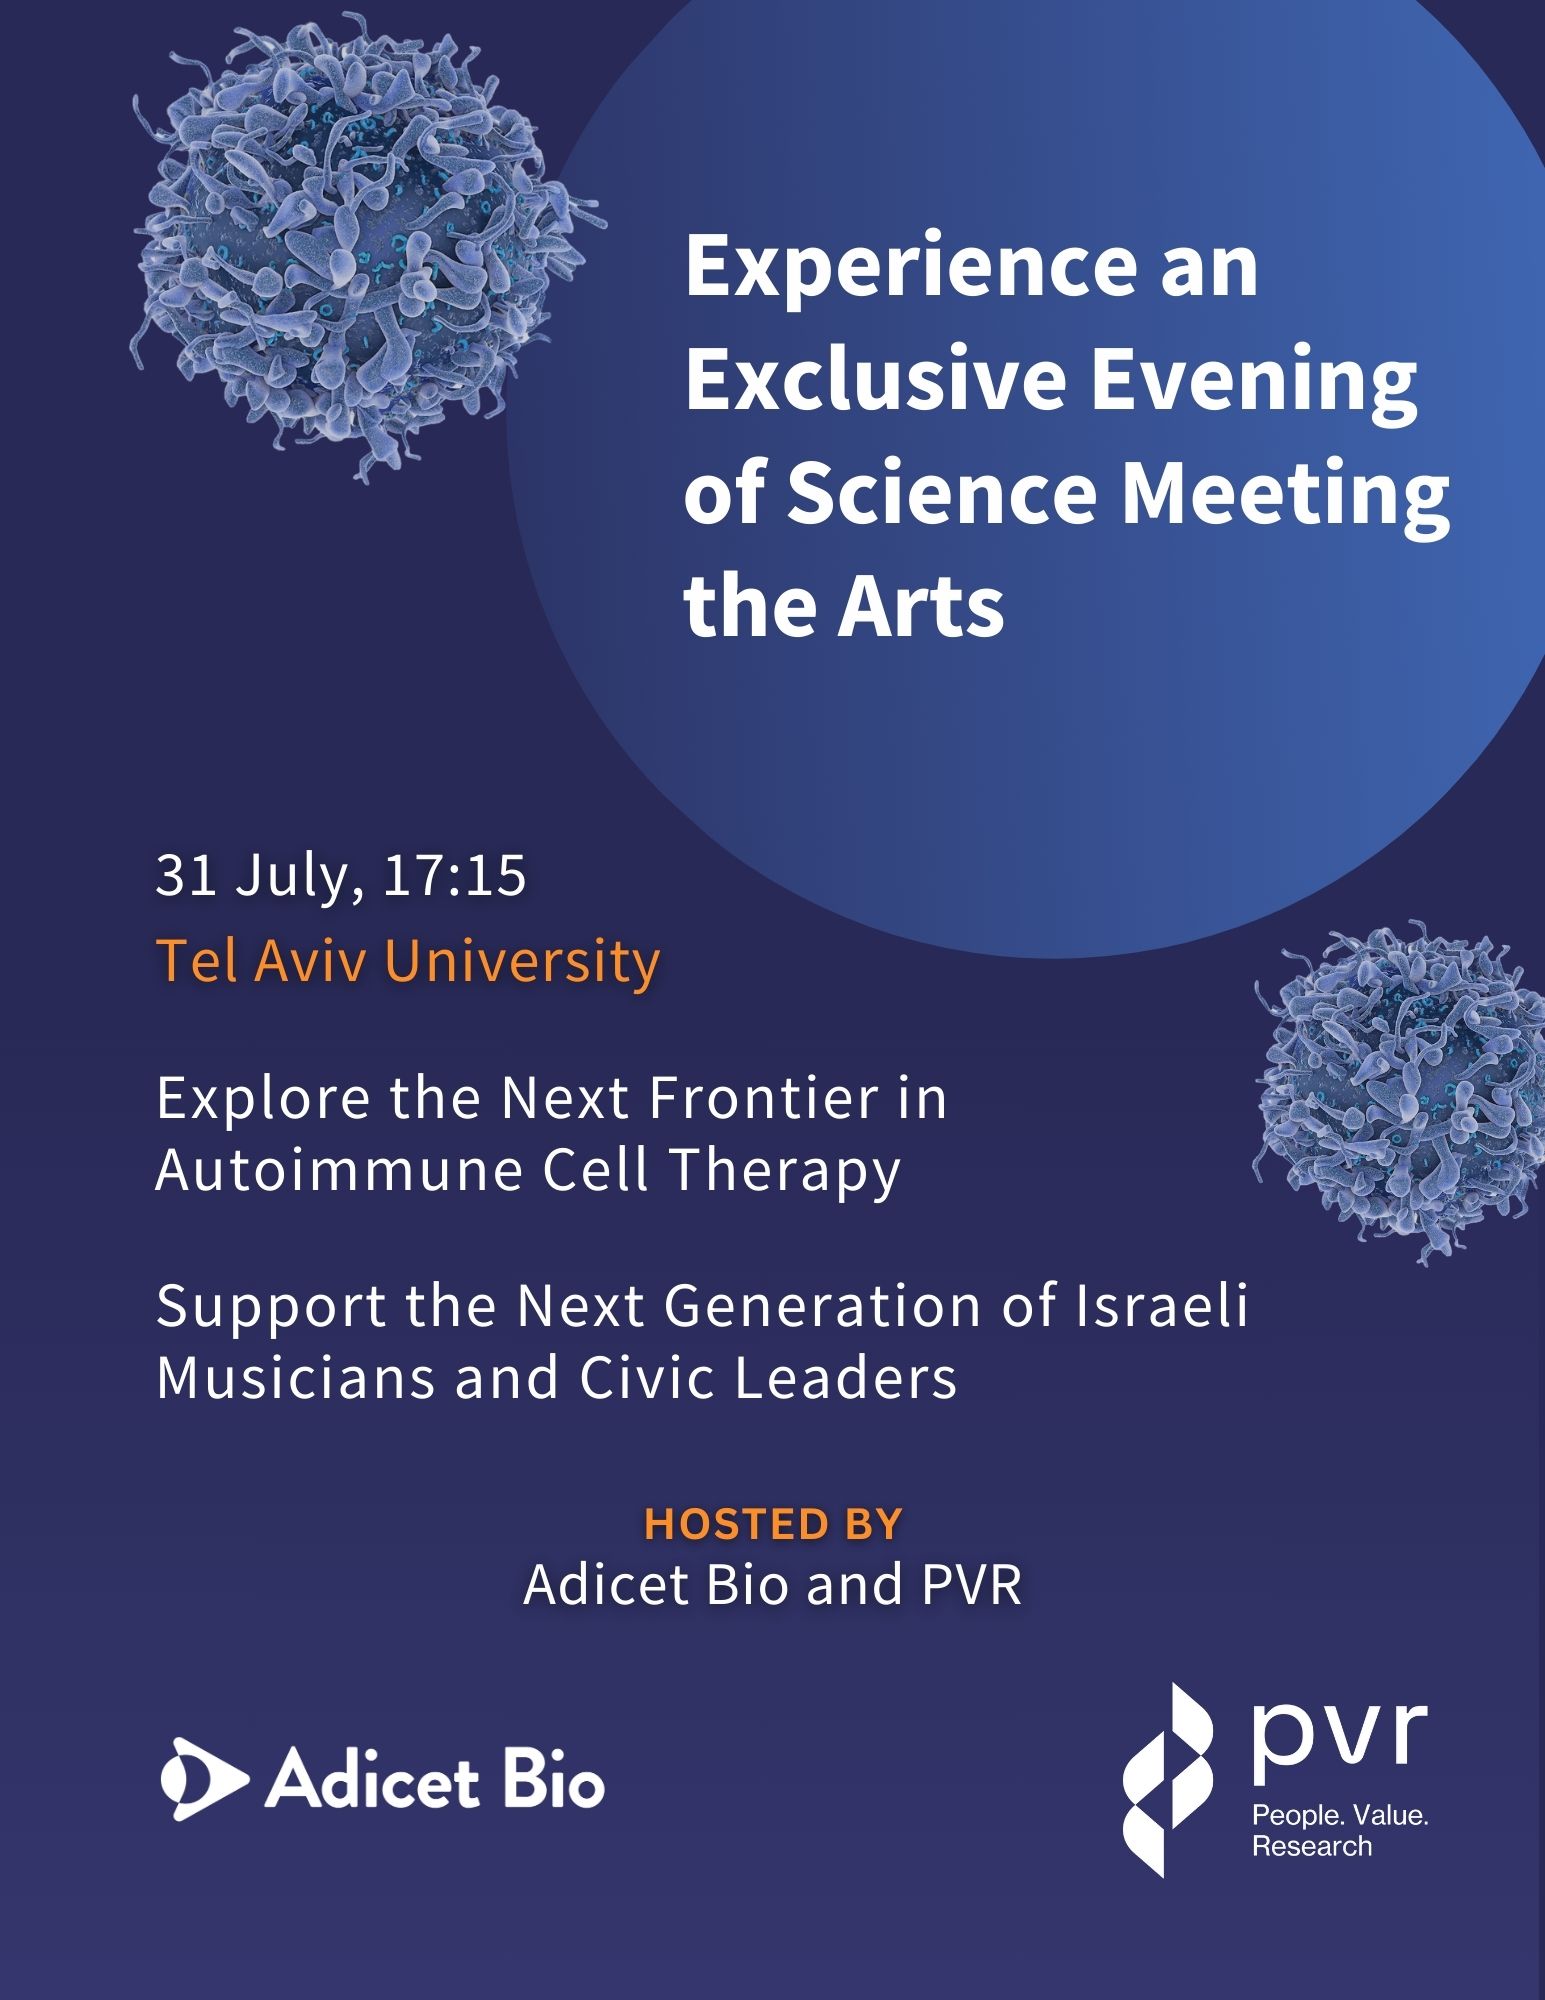 Experience an
Exclusive Evening
of Science Meeting
the Arts
31 July, 17:15
Tel Aviv University
Explore the Next Frontier in
Autoimmune Cell Therapy
Support the Next Generation of Israeli
Musicians and Civic Leaders
HOSTED BY
Adicet Bio and PVR
Adicet Bio
pvr
People. Value.
Research